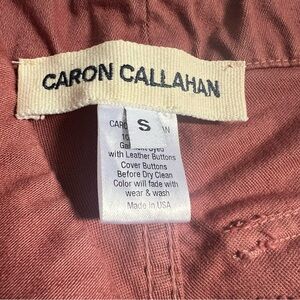 CARON CALLAHAN
S
with Leather Buttons
Cover Buttons
Before Dry Clean
Color will fade with
wear & wash
Made in USA